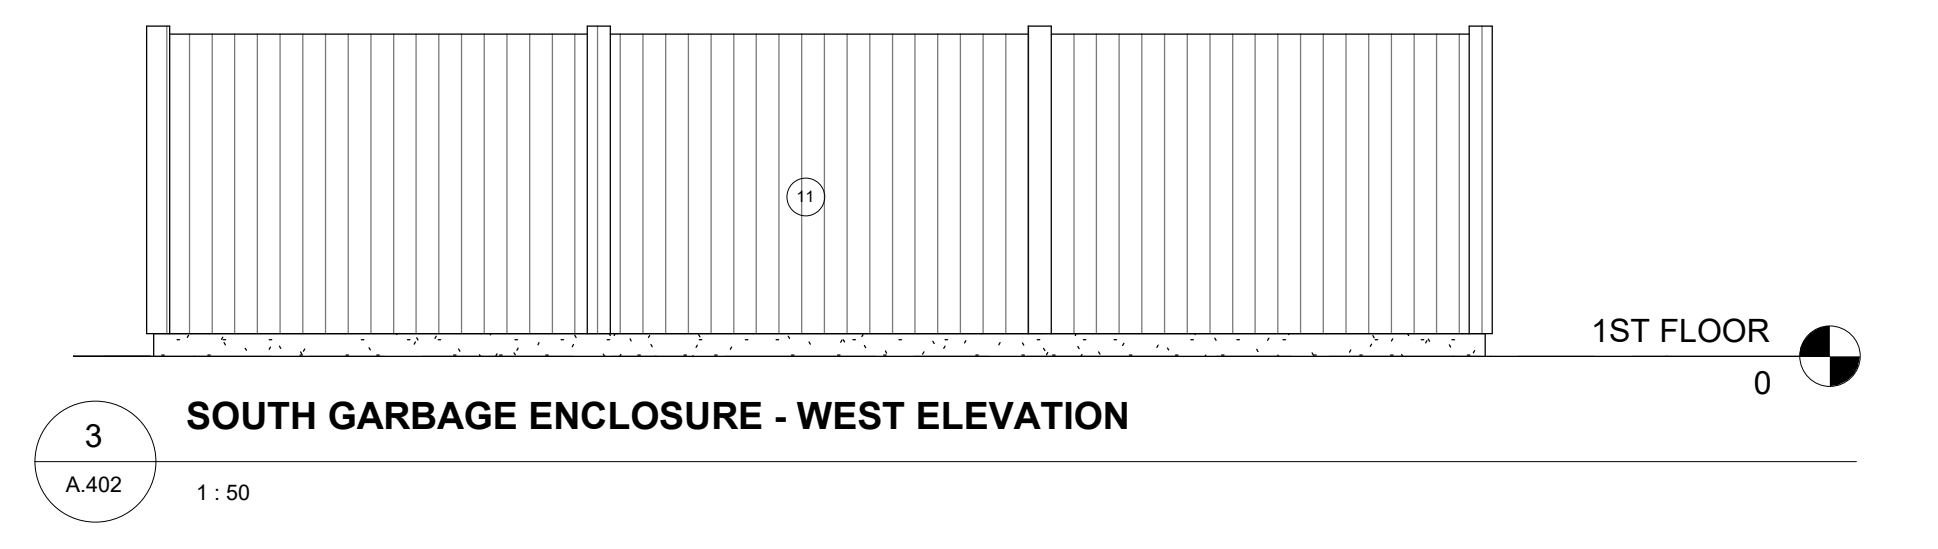 11
1ST FLOOR
0
SOUTH GARBAGE ENCLOSURE - WEST ELEVATION
3
A.402
1 : 50